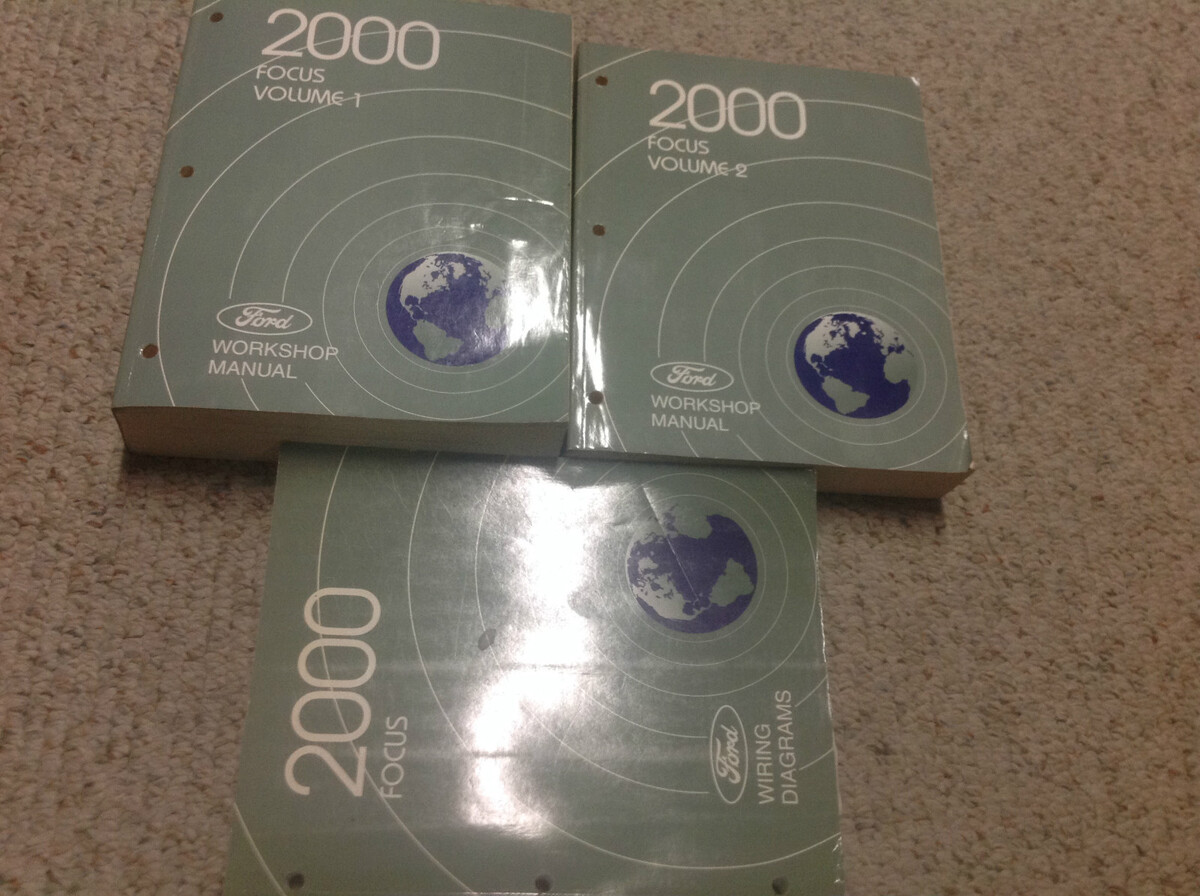 2000
FOCUS
VOLUME 1
Ford
WORKSHOP
MANUAL
2000
FOCUS
VOLUME 2
Ford
WORKSHOP
MANUAL
2000
FOCUS
Ford
WIRING
DIAGRAMS